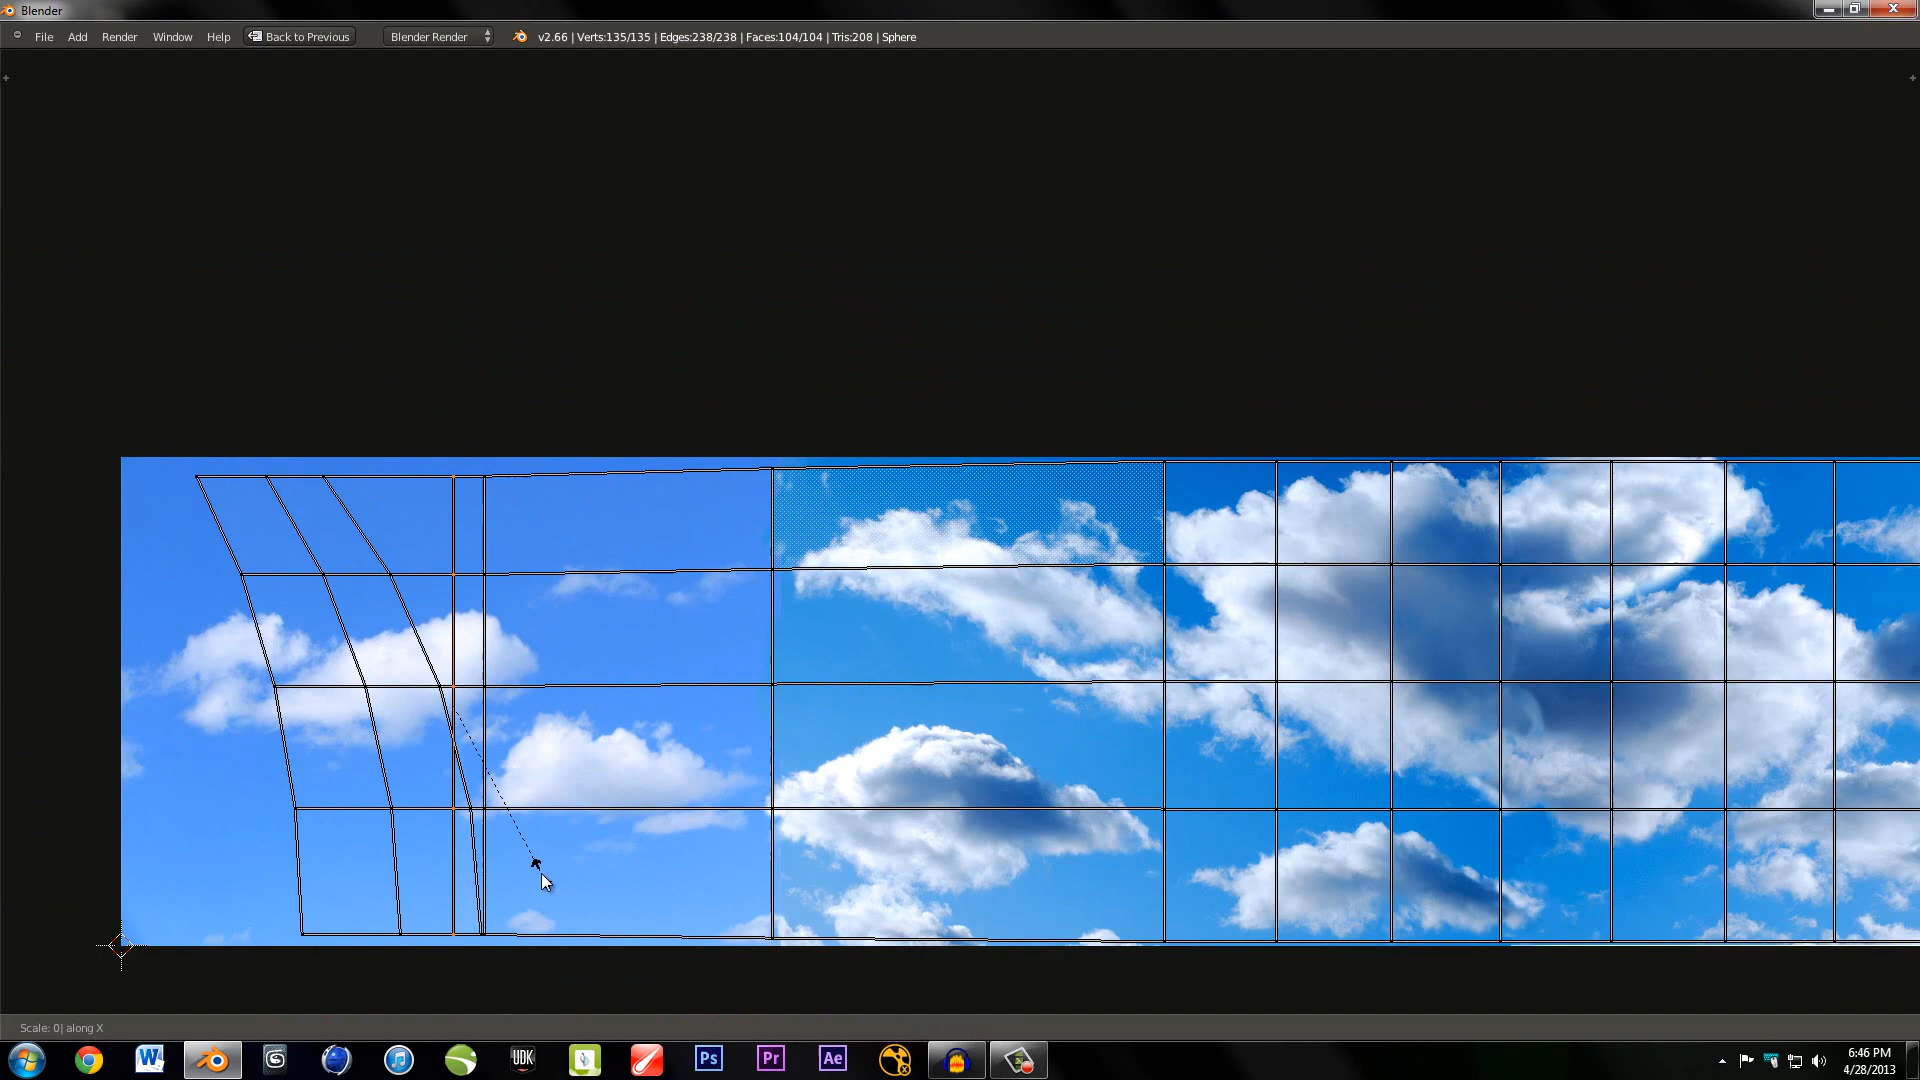 Blender
File Add Render Window Help Back to Previous Blender Render v2.66 | Verts:135/135 | Edges:238/238 | Faces:104/104 | Tris:208 | Sphere
Scale: 0| along X
W UDK Ps Pr Ae
6:46 PM
4/28/2013